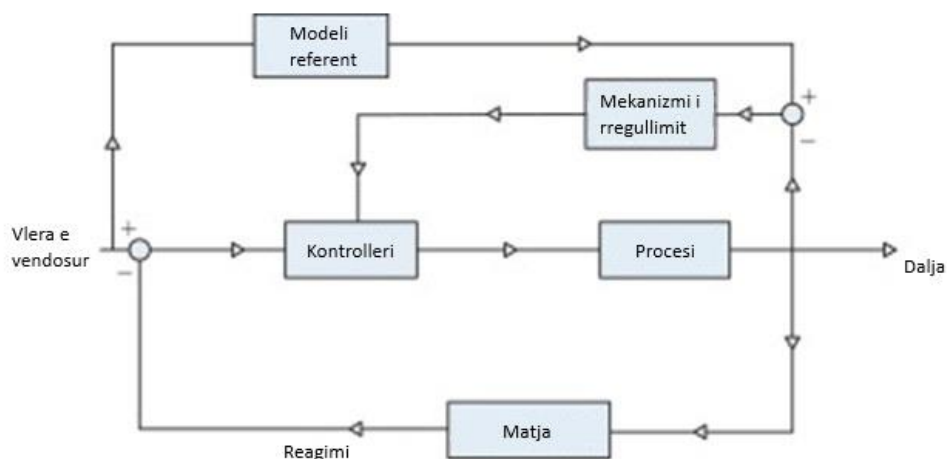 Modeli
referent
Mekanizmi i
rregullimit
+
−
Vlera e
vendosur
+
−
Kontrolleri
Procesi
Dalja
Matja
Reagimi